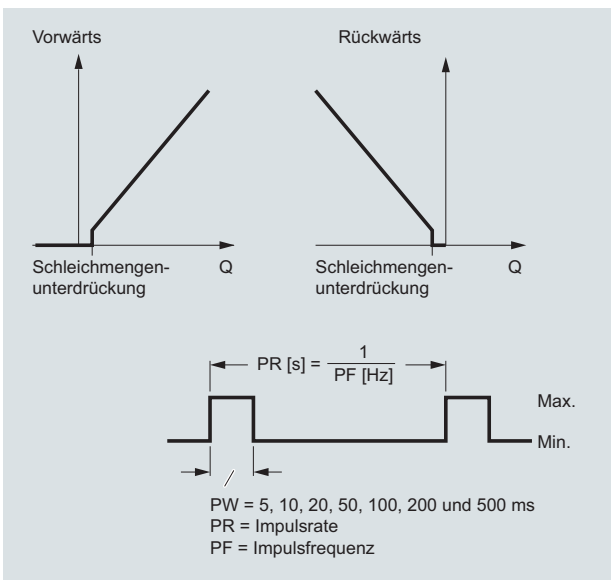 Vorwärts
Rückwärts
Schleichmengen-
unterdrückung
Q
Schleichmengen-
unterdrückung
Q
PR [s] = 1
PF [Hz]
Max.
Min.
PW = 5, 10, 20, 50, 100, 200 und 500 ms
PR = Impulsrate
PF = Impulsfrequenz